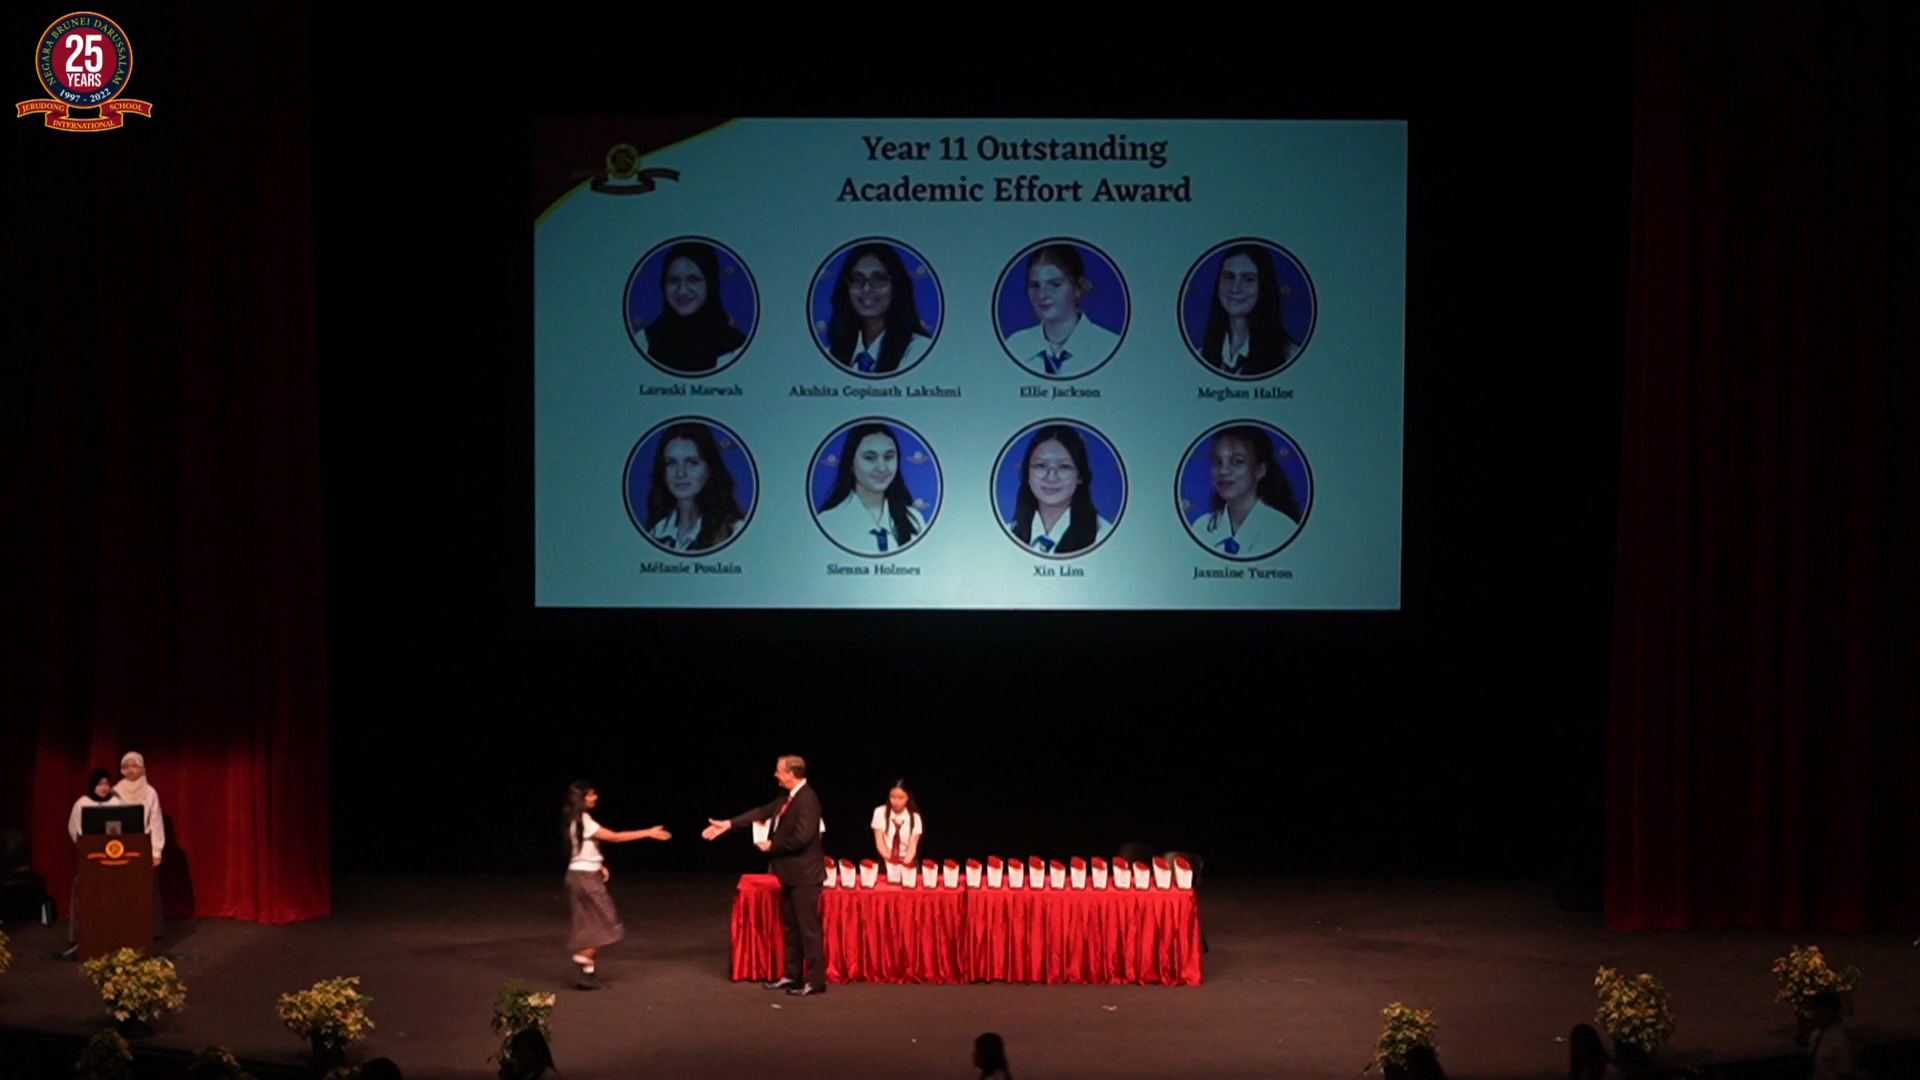 NEGARA BRUNEI DARUSSALAM
25
YEARS
1997 - 2022
JERUDONG SCHOOL
INTERNATIONAL
Year 11 Outstanding
Academic Effort Award
Laraski Marwah Akshita Gopinath Lakshmi Ellie Jackson Meghan Hallot
Mélanie Poulain Sienna Holmes Xin Lim Jasmine Turton